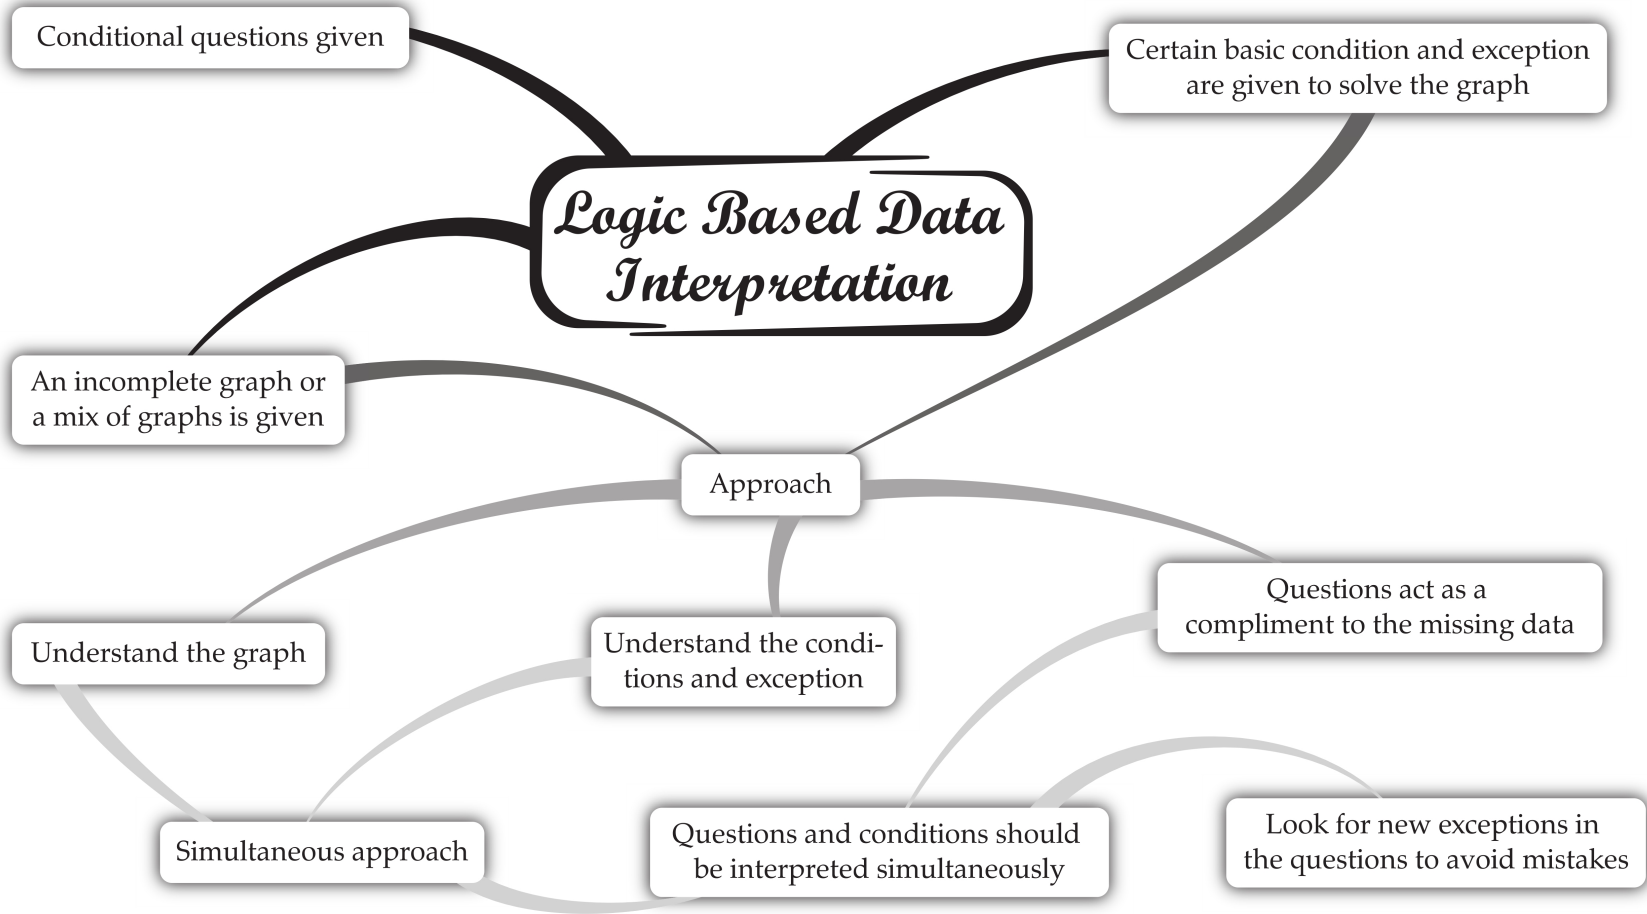 Conditional questions given
Certain basic condition and exception
are given to solve the graph
Logic Based Data
Interpretation
An incomplete graph or
a mix of graphs is given
Approach
Understand the graph
Understand the condi-
tions and exception
Questions act as a
compliment to the missing data
Simultaneous approach
Questions and conditions should
be interpreted simultaneously
Look for new exceptions in
the questions to avoid mistakes